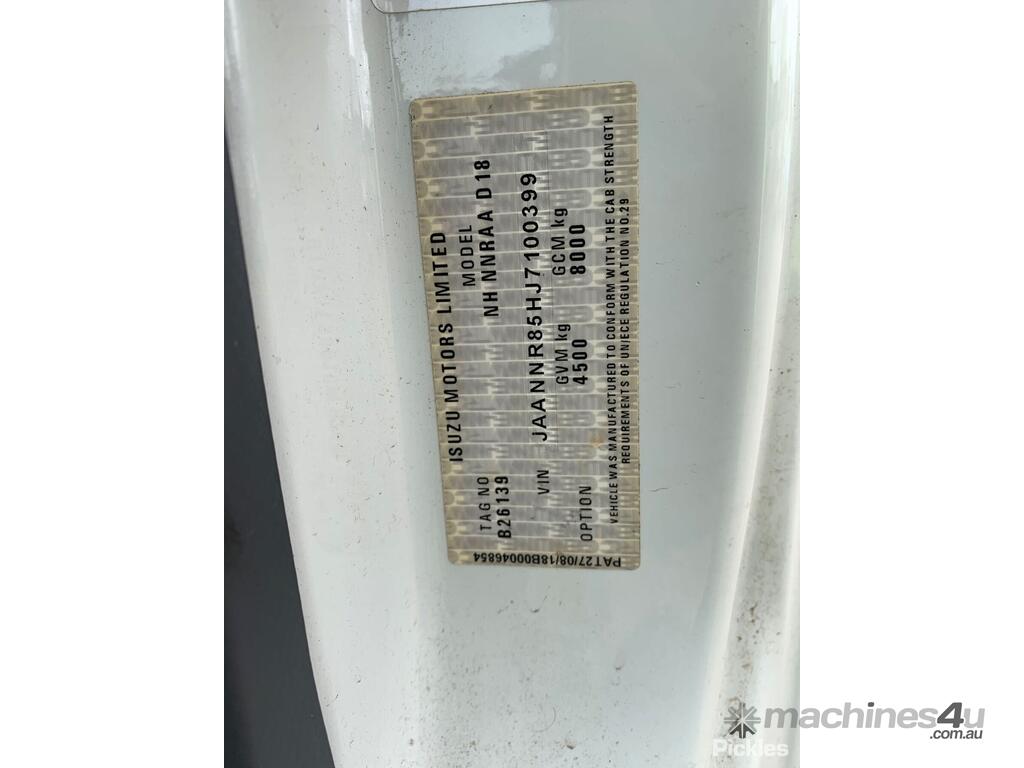 ISUZU MOTORS LIMITED
TAG NO MODEL
B26139 NH NNRAA D18
VIN JAANNR85HJ7100399
GVM kg GCM kg
OPTION 4500 8000
VEHICLE WAS MANUFACTURED TO CONFORM WITH THE CAB STRENGTH
REQUIREMENTS OF UNIECE REGULATION NO.29
PAT27/08/18B00046854
machines4u
.com.au
Pickles